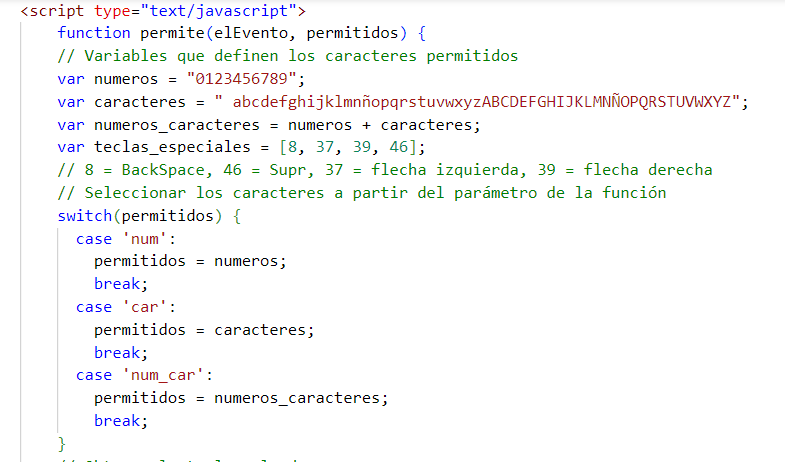 <script type="text/javascript">
function permite(elEvento, permitidos) {
// Variables que definen los caracteres permitidos
var numeros = "0123456789";
var caracteres = " abcdefghijklmnñopqrstuvwxyzABCDEFGHIJKLMNÑOPQRSTUVWXYZ";
var numeros_caracteres = numeros + caracteres;
var teclas_especiales = [8, 37, 39, 46];
// 8 = BackSpace, 46 = Supr, 37 = flecha izquierda, 39 = flecha derecha
// Seleccionar los caracteres a partir del parámetro de la función
switch(permitidos) {
case 'num':
permitidos = numeros;
break;
case 'car':
permitidos = caracteres;
break;
case 'num_car':
permitidos = numeros_caracteres;
break;
}